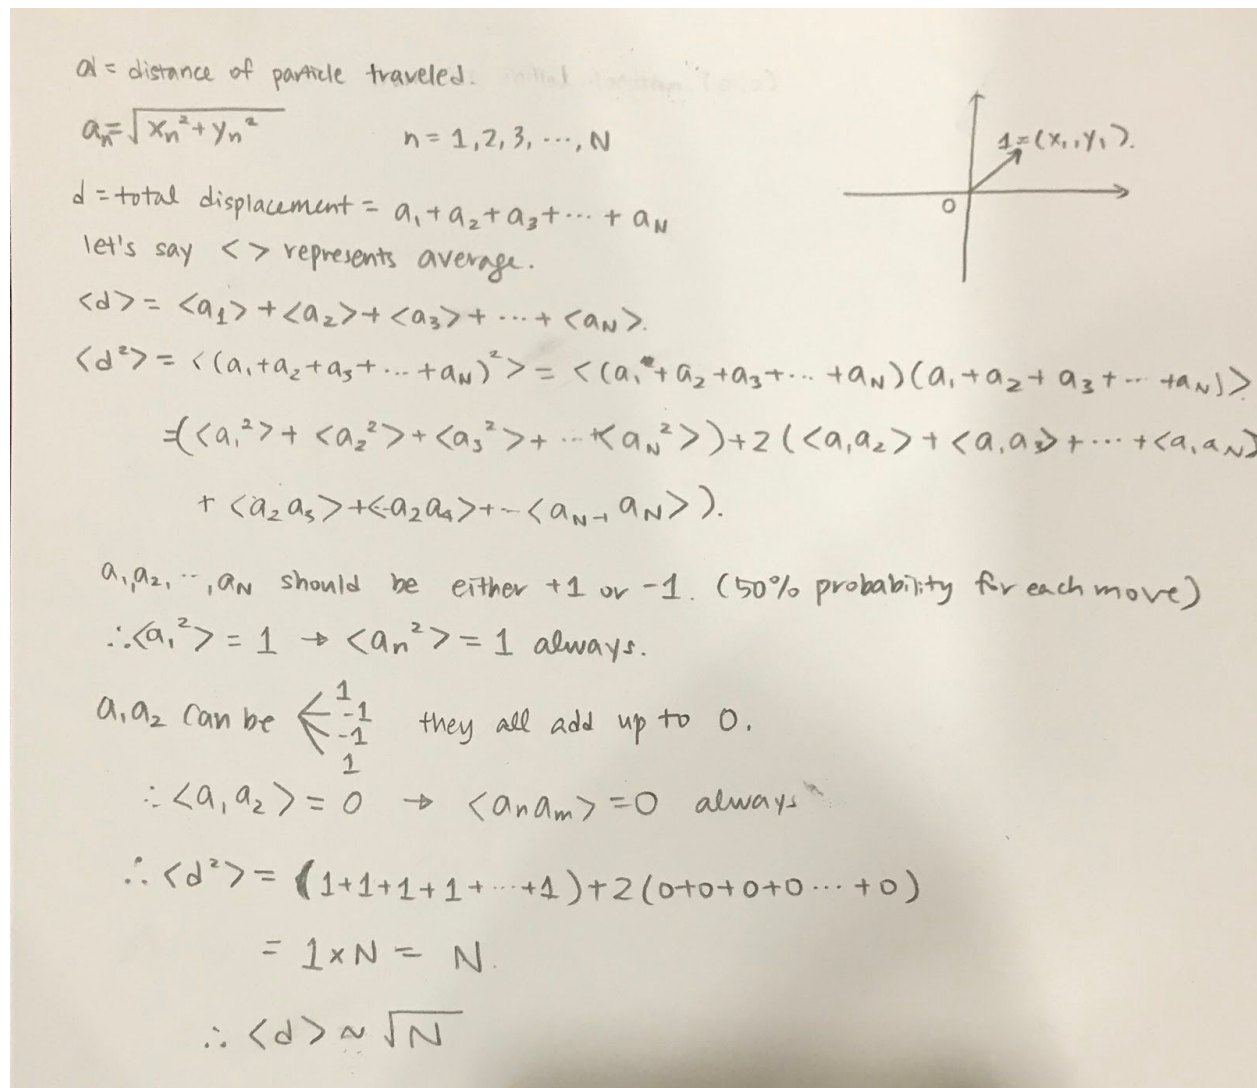 a = distance of particle traveled.
aₙ = √(xₙ² + yₙ²)    n = 1, 2, 3, ..., N
1 = (x₁, y₁).
0
d = total displacement = a₁ + a₂ + a₃ + ... + a_N
let's say < > represents average.
<d> = <a₁> + <a₂> + <a₃> + ... + <a_N>.
<d²> = <(a₁ + a₂ + a₃ + ... + a_N)²> = <(a₁ + a₂ + a₃ + ... + a_N)(a₁ + a₂ + a₃ + ... + a_N)>
= (<a₁²> + <a₂²> + <a₃²> + ... + <a_N²>) + 2(<a₁a₂> + <a₁a₃> + ... + <a₁a_N>
+ <a₂a₃> + <a₂a₄> + ... <a_N-1 a_N>).
a₁, a₂, ..., a_N should be either +1 or -1. (50% probability for each move)
∴ <a₁²> = 1 → <aₙ²> = 1 always.
a₁a₂ can be < 1 -1 -1 1 they all add up to 0.
∴ <a₁a₂> = 0 → <aₙaₘ> = 0 always
∴ <d²> = (1+1+1+1+...+1) + 2(0+0+0+0...+0)
= 1×N = N.
∴ <d> ~ √N